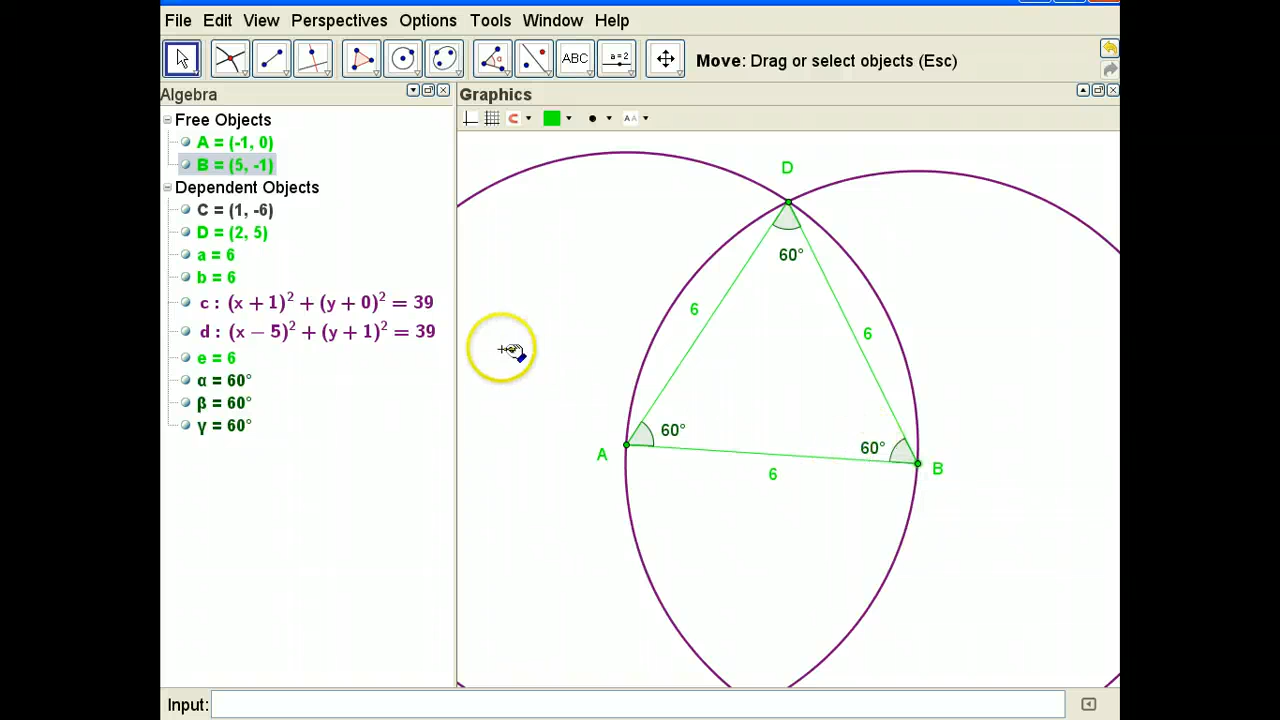 File Edit View Perspectives Options Tools Window Help
ABC a=2 Move: Drag or select objects (Esc)
Algebra
Free Objects
A = (-1, 0)
B = (5, -1)
Dependent Objects
C = (1, -6)
D = (2, 5)
a = 6
b = 6
c : (x + 1)² + (y + 0)² = 39
d : (x − 5)² + (y + 1)² = 39
e = 6
α = 60°
β = 60°
γ = 60°
Graphics
AA
D
60°
6
6
60°
60°
A
B
6
Input: